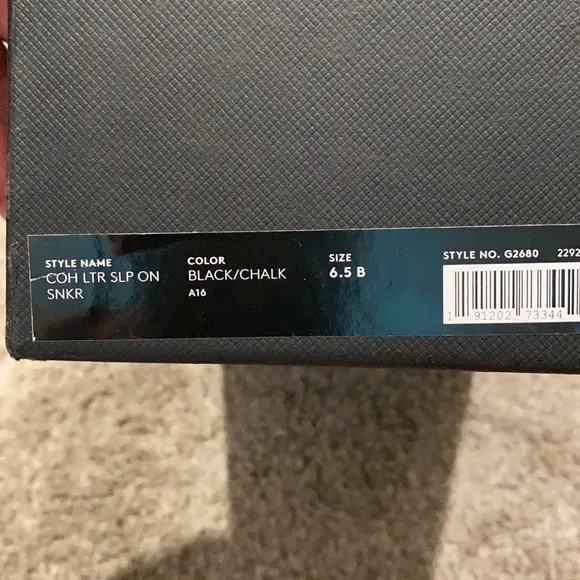 STYLE NAME
COH LTR SLP ON
SNKR
COLOR
BLACK/CHALK
A16
SIZE
6.5 B
STYLE NO. G2680 2292
1 91202 73344